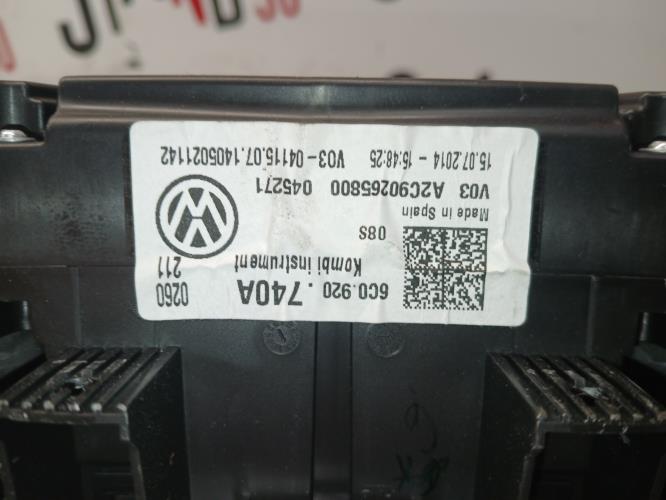 6C0.920 .740A 0260
Kombi instrument 211
08S
Made in Spain
V03 A2C90265800 045271
15.07.2014 - 15:48:25 V03-04115.07.1405021142